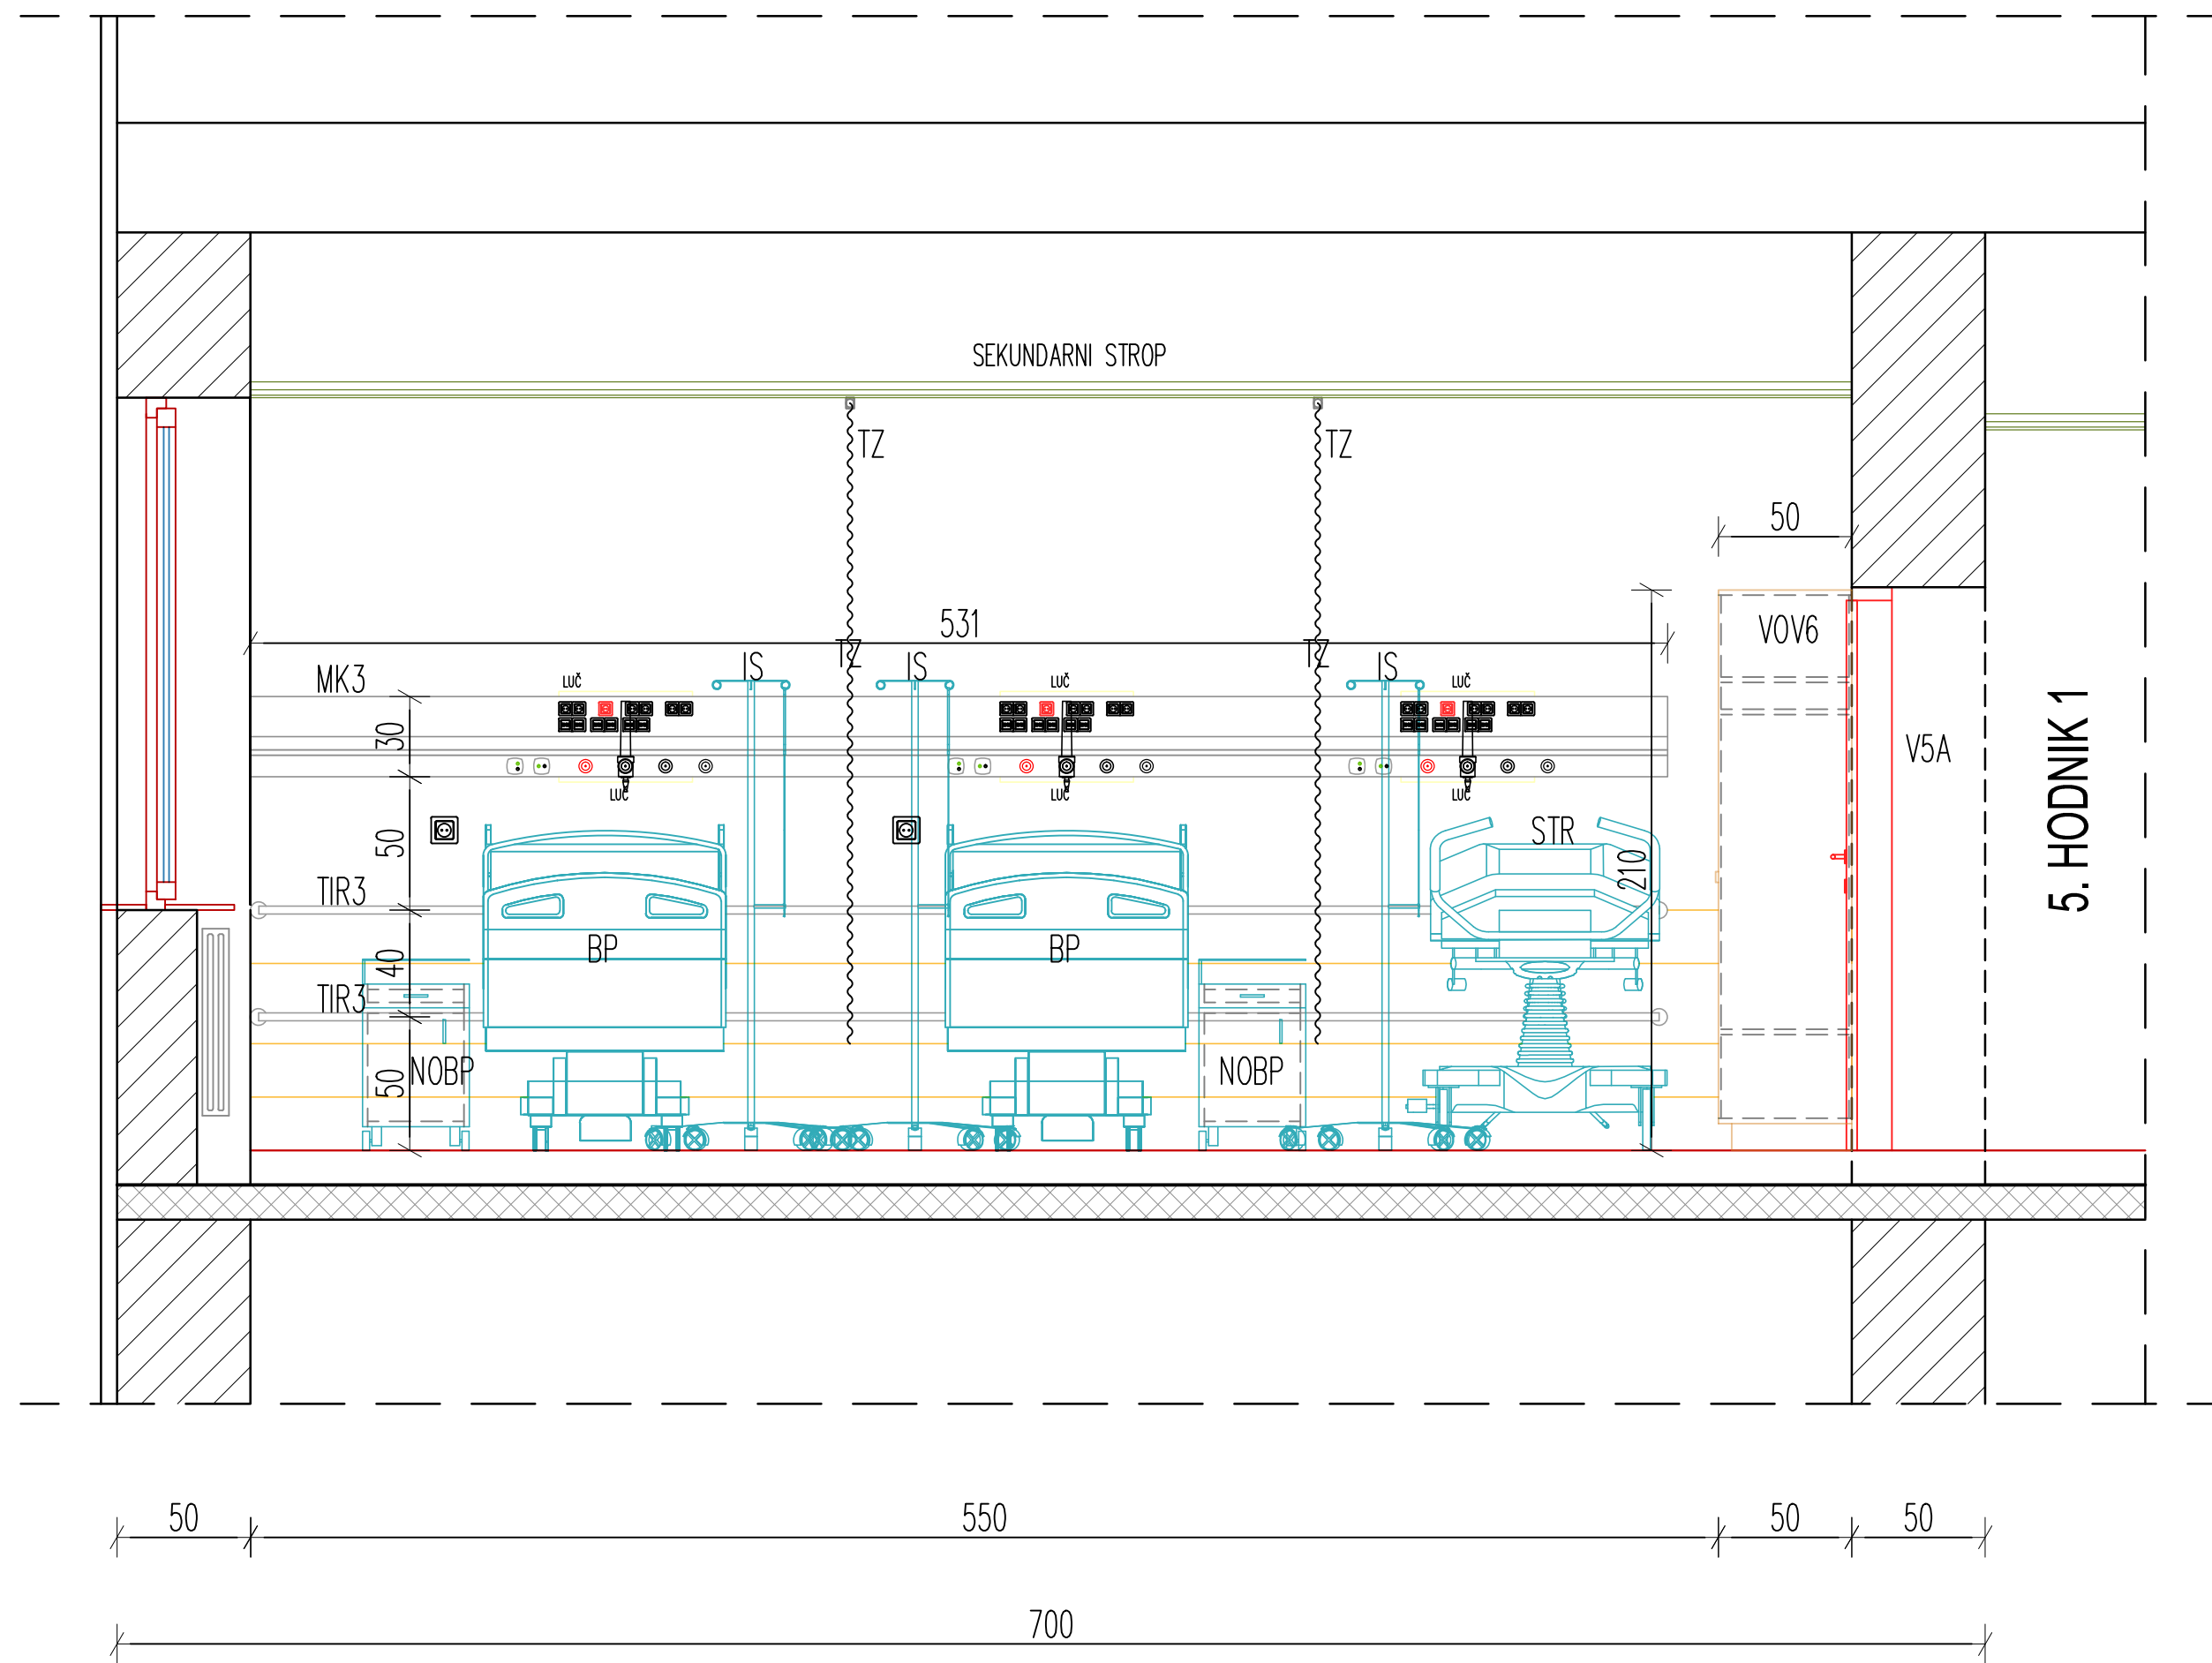 SEKUNDARNI STROP
TZ
TZ
50
531
VOV6
TZ
TZ
MK3
IS
IS
IS
LUČ
LUČ
LUČ
30
V5A
5. HODNIK 1
LUČ
LUČ
LUČ
50
STR
210
TIR3
BP
BP
40
TIR3
NOBP
NOBP
50
50
550
50
50
700